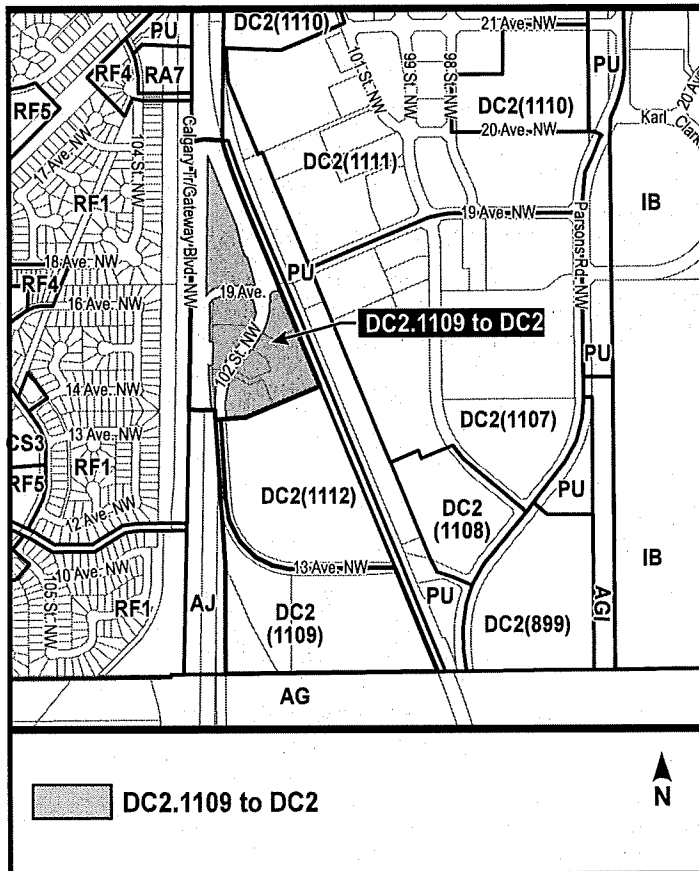 DC2(1110)
21 Ave. NW
PU
RF4
RA7
101 St. NW
99 St. NW
98 St. NW
PU
20 Ave
RF5
DC2(1110)
Karl
17 Ave. NW
104 St. NW
Calgary Tr/Gateway Blvd NW
20 Ave. NW
DC2(1111)
RF1
IB
19 Ave. NW
Parsons Rd. NW
18 Ave. NW
PU
RF4
19 Ave.
16 Ave. NW
DC2.1109 to DC2
102 St. NW
PU
14 Ave. NW
DC2(1107)
CS3
13 Ave. NW
RF1
RF5
PU
DC2(1112)
DC2
(1108)
12 Ave. NW
13 Ave. NW
IB
10 Ave. NW
105 St. NW
RF1
AJ
DC2
(1109)
PU
DC2(899)
AGI
AG
DC2.1109 to DC2
N